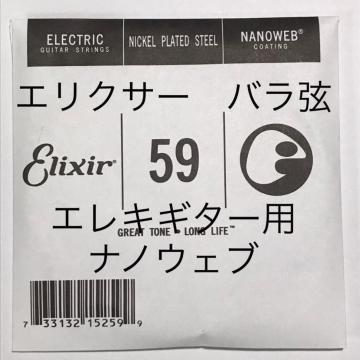 ELECTRIC
GUITAR STRINGS
NICKEL PLATED STEEL
NANOWEB®
COATING
エリクサー　バラ弦
Elixir®
59
エレキギター用
GREAT TONE • LONG LIFE™
ナノウェブ
7 33132 15259 9